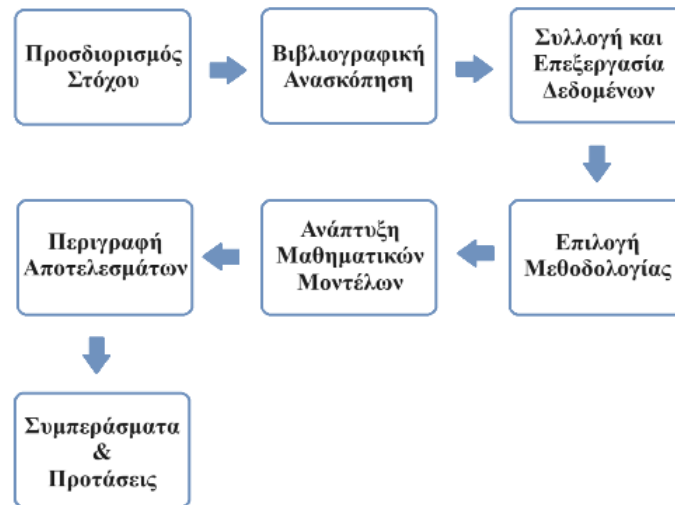 Προσδιορισμός
Στόχου
Βιβλιογραφική
Ανασκόπηση
Συλλογή και
Επεξεργασία
Δεδομένων
Επιλογή
Μεθοδολογίας
Ανάπτυξη
Μαθηματικών
Μοντέλων
Περιγραφή
Αποτελεσμάτων
Συμπεράσματα
&
Προτάσεις